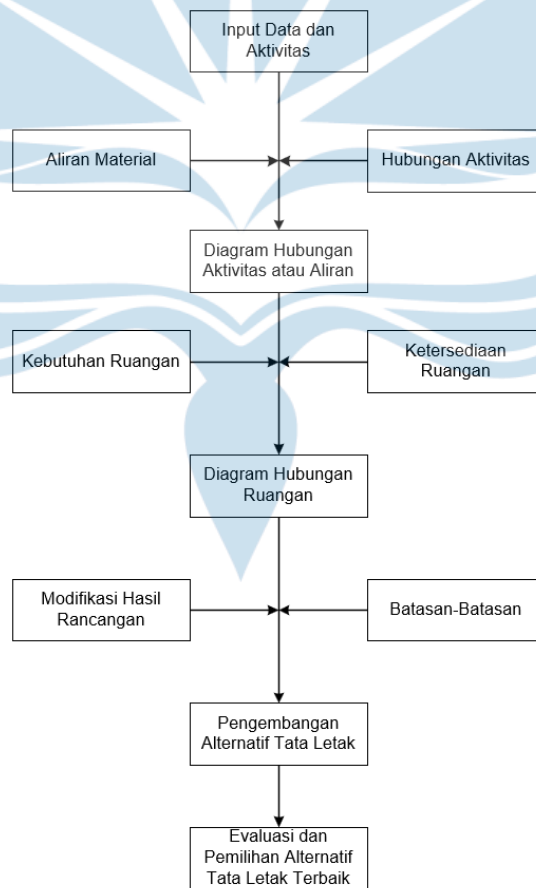 Input Data dan
Aktivitas
Aliran Material
Hubungan Aktivitas
Diagram Hubungan
Aktivitas atau Aliran
Kebutuhan Ruangan
Ketersediaan
Ruangan
Diagram Hubungan
Ruangan
Modifikasi Hasil
Rancangan
Batasan-Batasan
Pengembangan
Alternatif Tata Letak
Evaluasi dan
Pemilihan Alternatif
Tata Letak Terbaik